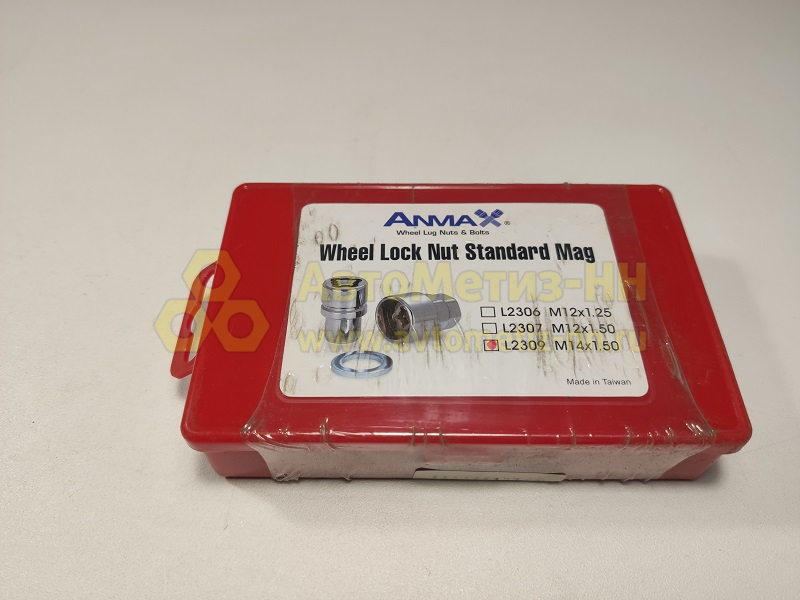 ANMAX®
Wheel Lug Nuts & Bolts
Wheel Lock Nut Standard Mag
АвтоМетиз-НН
L2306 M12x1.25
L2307 M12x1.50
L2309 M14x1.50
Made in Taiwan